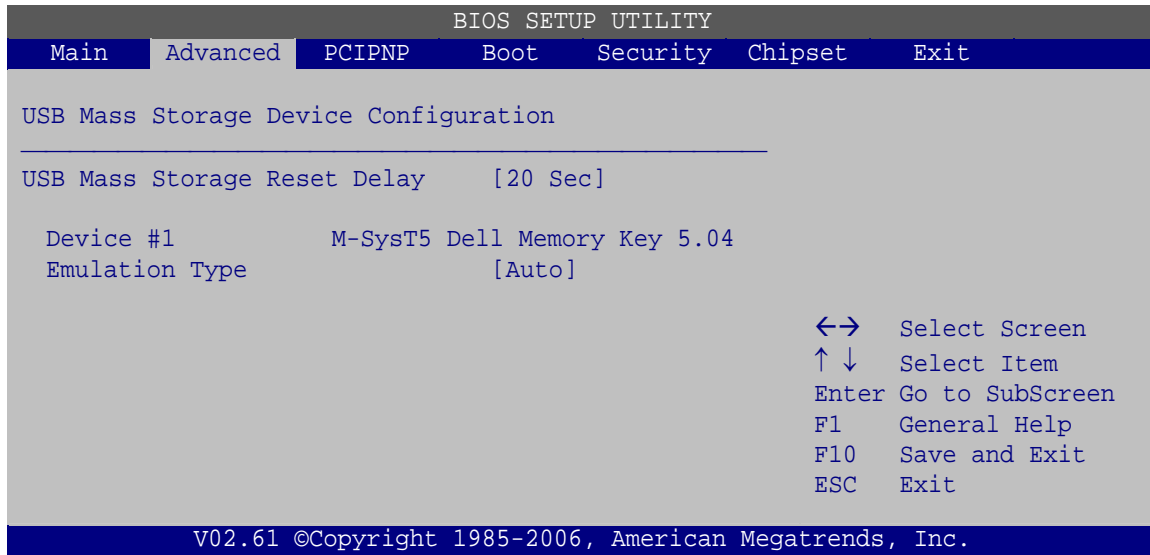 BIOS SETUP UTILITY
Main Advanced PCIPNP Boot Security Chipset Exit
USB Mass Storage Device Configuration
USB Mass Storage Reset Delay [20 Sec]
Device #1 M-SysT5 Dell Memory Key 5.04
Emulation Type [Auto]
←→ Select Screen
↑ ↓ Select Item
Enter Go to SubScreen
F1 General Help
F10 Save and Exit
ESC Exit
V02.61 ©Copyright 1985-2006, American Megatrends, Inc.